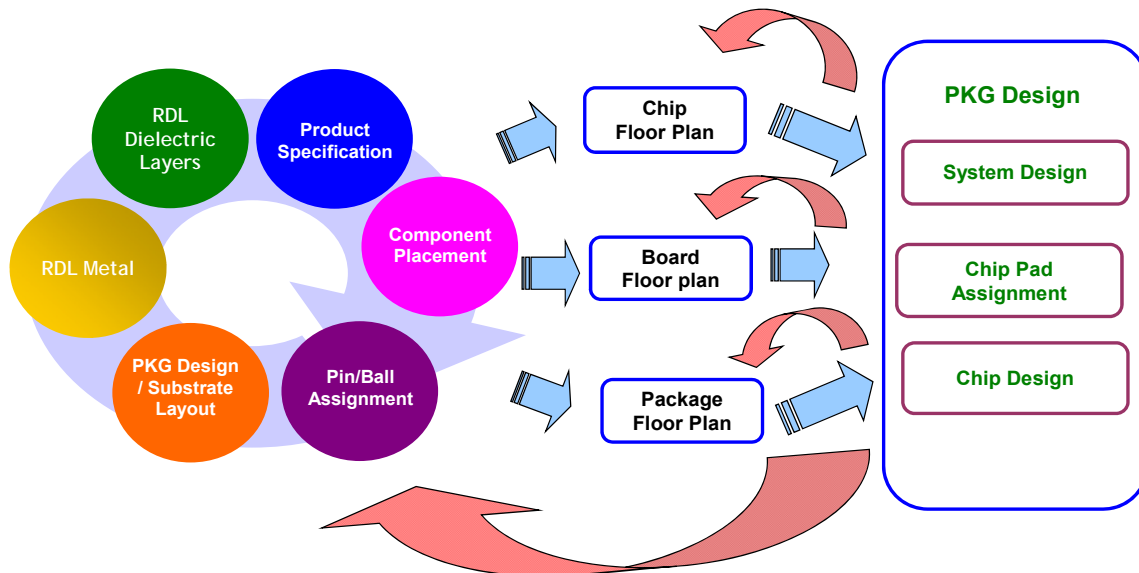 RDL
Dielectric
Layers
Product
Specification
Component
Placement
Pin/Ball
Assignment
PKG Design
/ Substrate
Layout
RDL Metal
Chip
Floor Plan
Board
Floor plan
Package
Floor Plan
PKG Design
System Design
Chip Pad
Assignment
Chip Design